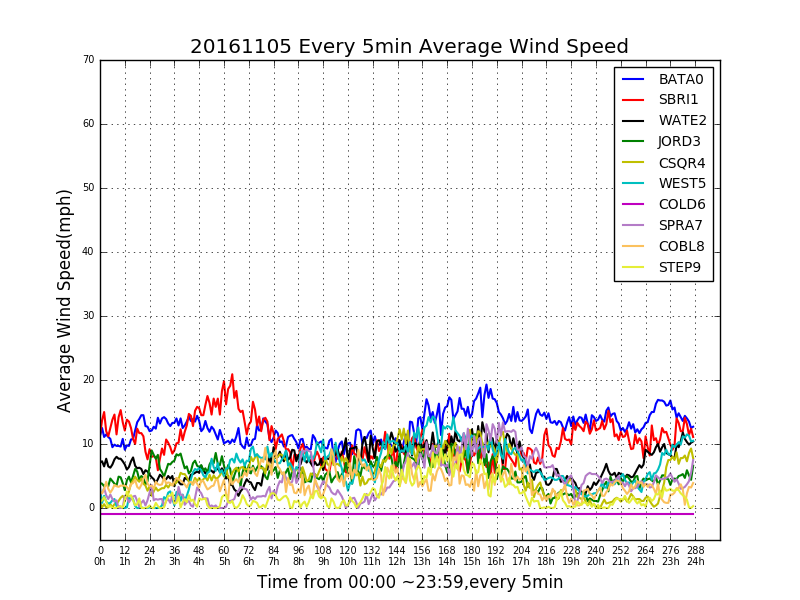 20161105 Every 5min Average Wind Speed
70
60
50
40
30
20
10
0
Average Wind Speed(mph)
BATA0
SBRI1
WATE2
JORD3
CSQR4
WEST5
COLD6
SPRA7
COBL8
STEP9
0 12 24 36 48 60 72 84 96 108 120 132 144 156 168 180 192 204 216 228 240 252 264 276 288
0h 1h 2h 3h 4h 5h 6h 7h 8h 9h 10h 11h 12h 13h 14h 15h 16h 17h 18h 19h 20h 21h 22h 23h 24h
Time from 00:00 ~23:59,every 5min